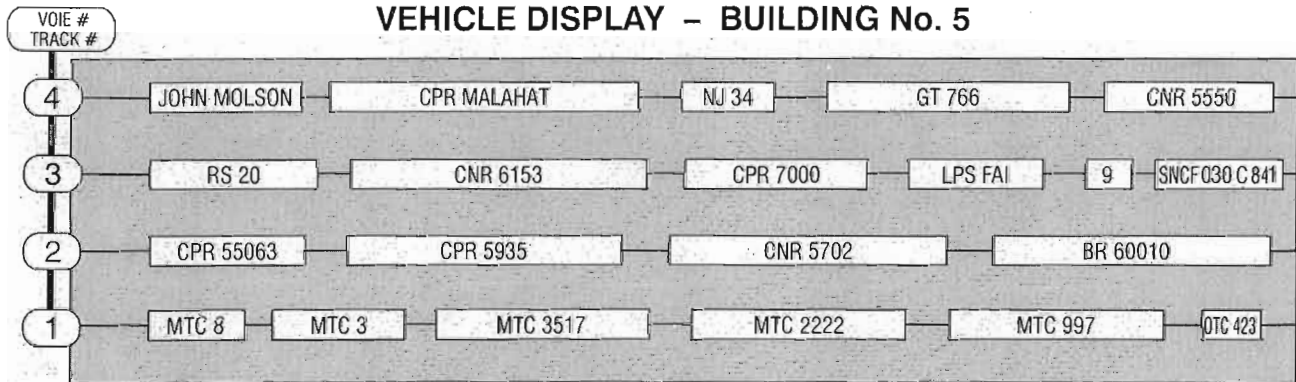 VOIE #
TRACK #
VEHICLE DISPLAY – BUILDING No. 5
4 JOHN MOLSON CPR MALAHAT NJ 34 GT 766 CNR 5550
3 RS 20 CNR 6153 CPR 7000 LPS FAI 9 SNCF 030 C 841
2 CPR 55063 CPR 5935 CNR 5702 BR 60010
1 MTC 8 MTC 3 MTC 3517 MTC 2222 MTC 997 OTC 423